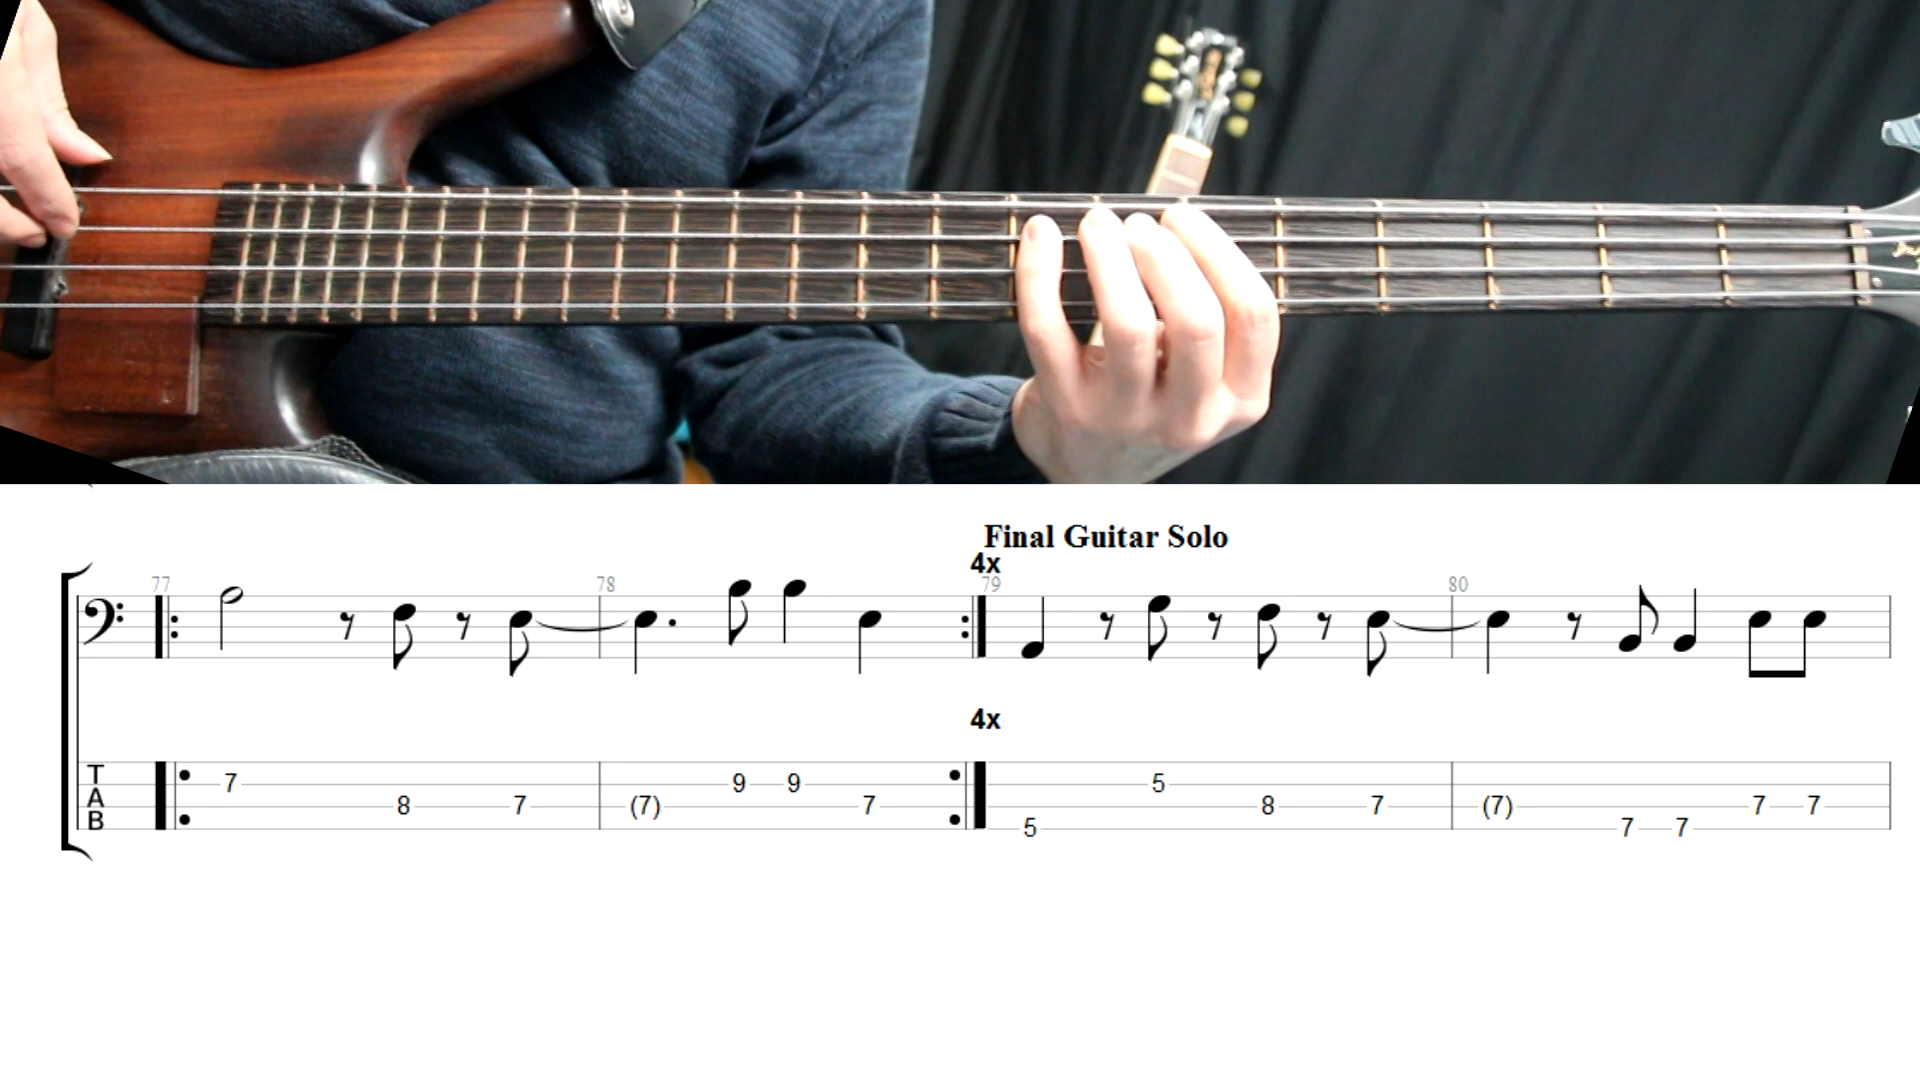 Final Guitar Solo
4x
77 78 79 80
4x
T
A
B
7 8 7 (7) 9 9 7 5 5 8 7 (7) 7 7 7 7